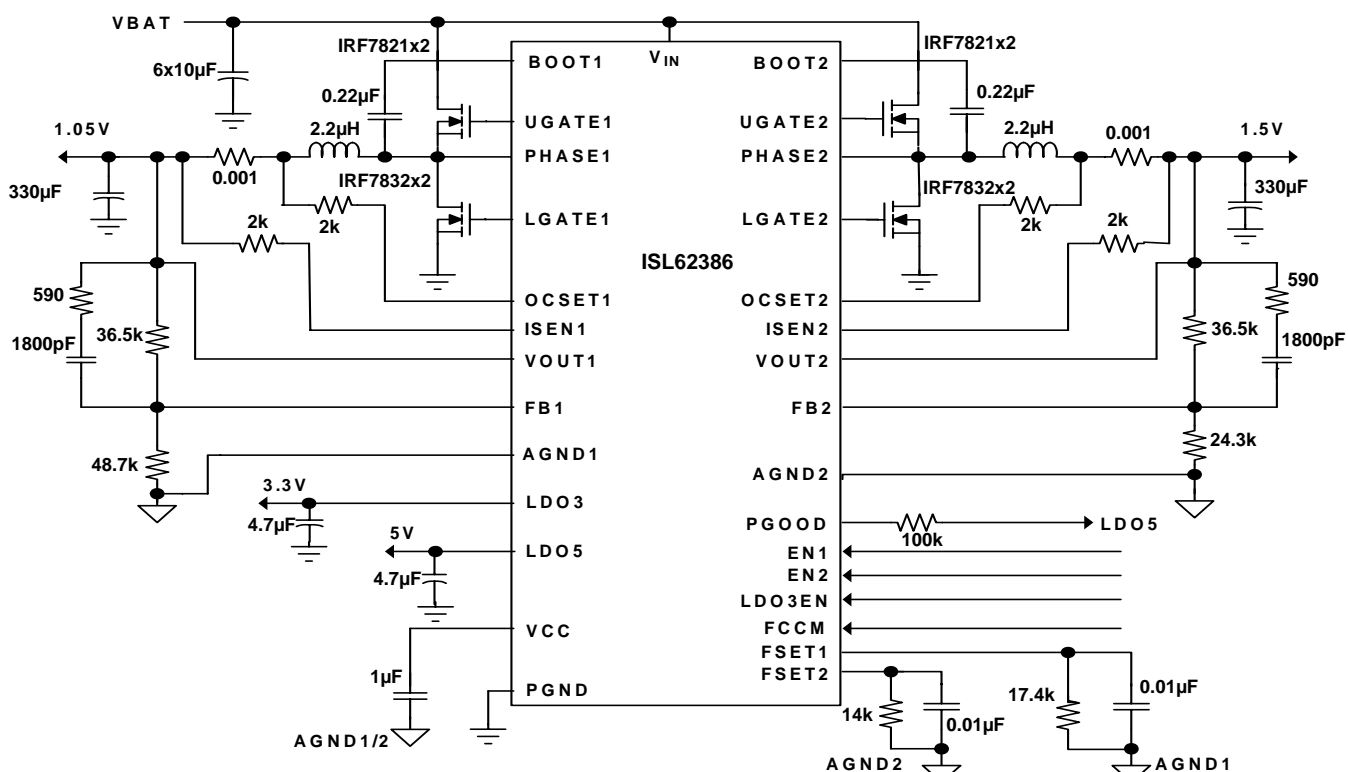 VBAT
IRF7821x2
IRF7821x2
VIN
BOOT1
BOOT2
6x10µF
0.22µF
0.22µF
UGATE1
UGATE2
1.05V
2.2µH
2.2µH
0.001
1.5V
PHASE1
PHASE2
0.001
IRF7832x2
IRF7832x2
330µF
330µF
2k
2k
LGATE1
LGATE2
2k
2k
ISL62386
590
590
OCSET1
OCSET2
ISEN1
ISEN2
36.5k
36.5k
1800pF
1800pF
VOUT1
VOUT2
FB1
FB2
48.7k
24.3k
AGND1
AGND2
3.3V
LDO3
4.7µF
PGOOD
100k
LDO5
5V
LDO5
EN1
4.7µF
EN2
LDO3EN
VCC
FCCM
FSET1
FSET2
1µF
PGND
14k
0.01µF
17.4k
0.01µF
AGND1/2
AGND2
AGND1